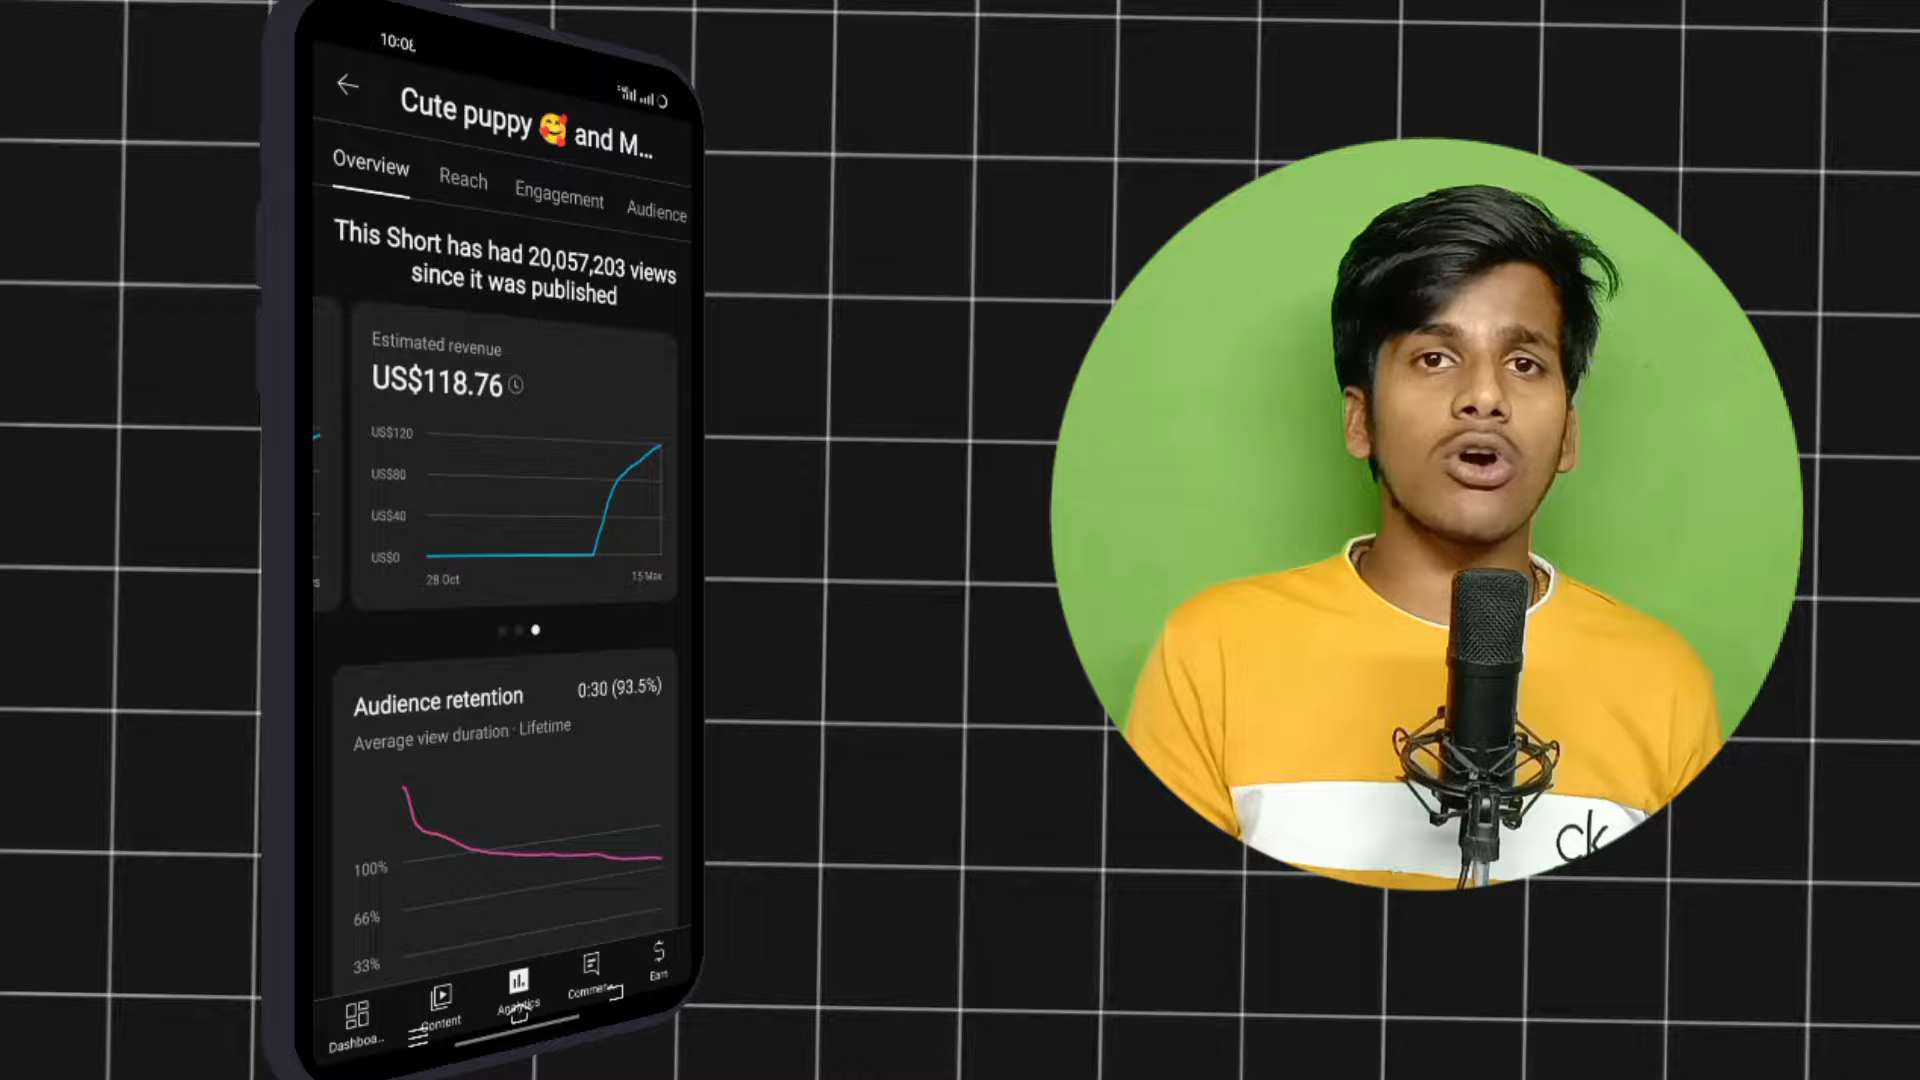 10:08
Cute puppy 🥰 and M...
Overview Reach Engagement Audience
This Short has had 20,057,203 views
since it was published
Estimated revenue
US$118.76
US$120
US$80
US$40
US$0
28 Oct 15 Mar
Audience retention 0:30 (93.5%)
Average view duration · Lifetime
100%
66%
33%
Dashboa... Content Analytics Commen... Earn
ck